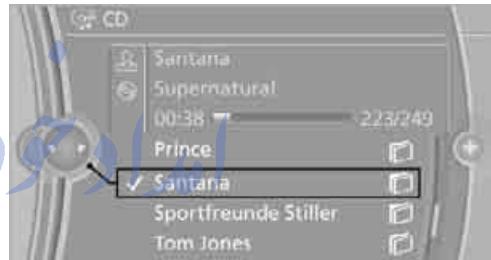 CD
Santana
Supernatural
00:38 223/249
Prince
Santana
Sportfreunde Stiller
Tom Jones